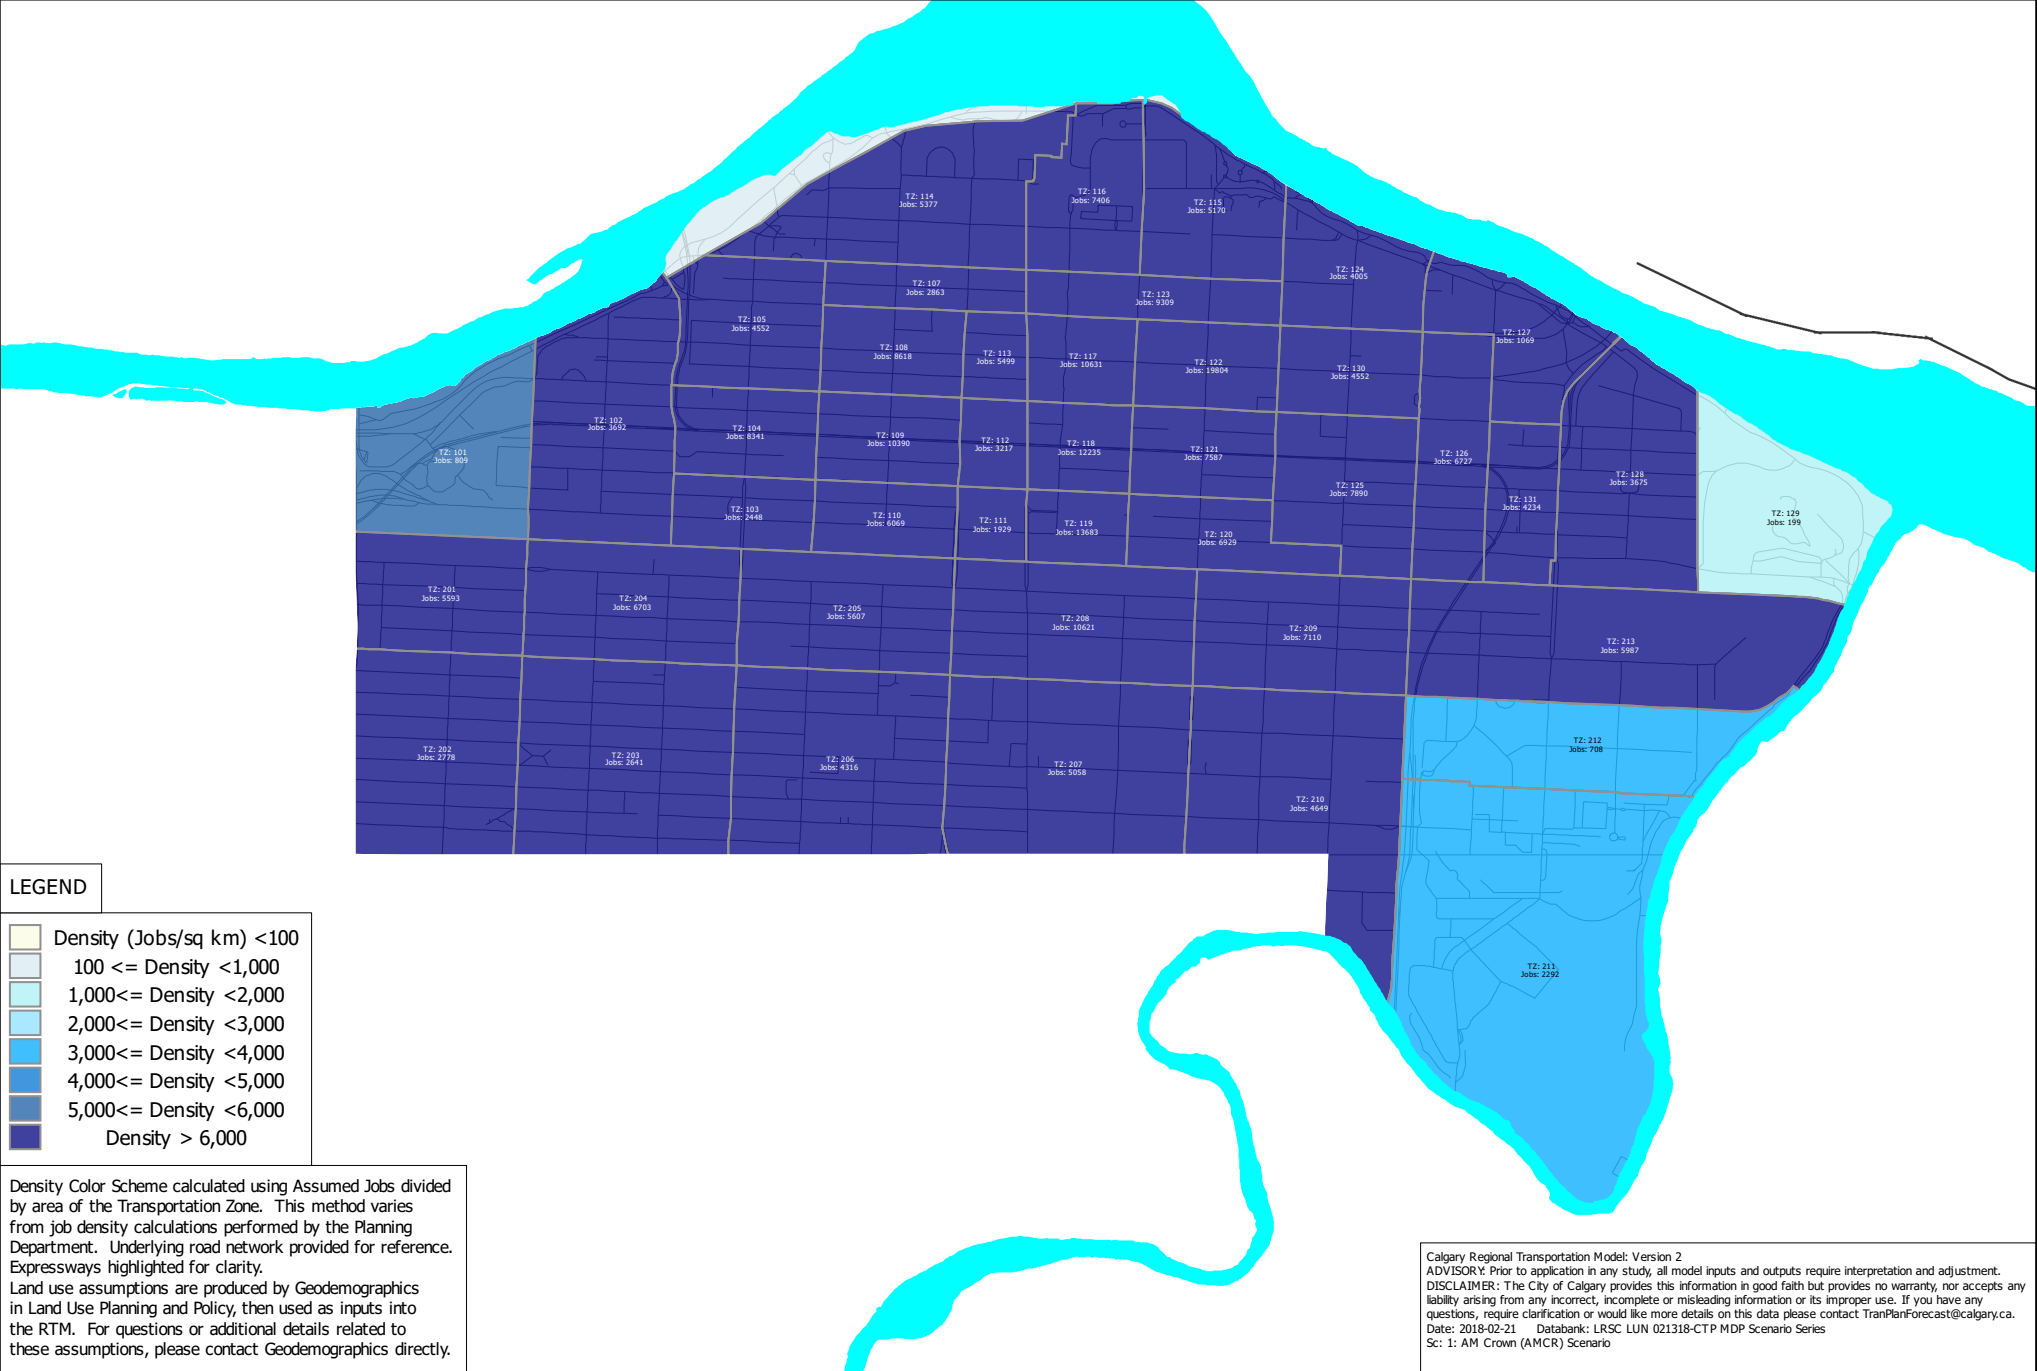 TZ: 114
Jobs: 5377
TZ: 116
Jobs: 7406
TZ: 115
Jobs: 5170
TZ: 124
Jobs: 4005
TZ: 107
Jobs: 2863
TZ: 123
Jobs: 9309
TZ: 105
Jobs: 4552
TZ: 127
Jobs: 1069
TZ: 108
Jobs: 8618
TZ: 113
Jobs: 5499
TZ: 117
Jobs: 10631
TZ: 122
Jobs: 19804
TZ: 130
Jobs: 4552
TZ: 102
Jobs: 3692
TZ: 104
Jobs: 8341
TZ: 109
Jobs: 10390
TZ: 112
Jobs: 3217
TZ: 118
Jobs: 12235
TZ: 121
Jobs: 7587
TZ: 126
Jobs: 6727
TZ: 101
Jobs: 809
TZ: 128
Jobs: 3675
TZ: 125
Jobs: 7890
TZ: 131
Jobs: 4234
TZ: 103
Jobs: 2448
TZ: 110
Jobs: 6069
TZ: 111
Jobs: 1929
TZ: 119
Jobs: 13683
TZ: 120
Jobs: 6929
TZ: 129
Jobs: 199
TZ: 201
Jobs: 5593
TZ: 204
Jobs: 6703
TZ: 205
Jobs: 5607
TZ: 208
Jobs: 10621
TZ: 209
Jobs: 7110
TZ: 213
Jobs: 5987
TZ: 202
Jobs: 2778
TZ: 203
Jobs: 2641
TZ: 206
Jobs: 4316
TZ: 207
Jobs: 5058
TZ: 210
Jobs: 4649
TZ: 212
Jobs: 708
TZ: 211
Jobs: 2292
LEGEND
Density (Jobs/sq km) <100
100 <= Density <1,000
1,000<= Density <2,000
2,000<= Density <3,000
3,000<= Density <4,000
4,000<= Density <5,000
5,000<= Density <6,000
Density > 6,000
Density Color Scheme calculated using Assumed Jobs divided
by area of the Transportation Zone. This method varies
from job density calculations performed by the Planning
Department. Underlying road network provided for reference.
Expressways highlighted for clarity.
Land use assumptions are produced by Geodemographics
in Land Use Planning and Policy, then used as inputs into
the RTM. For questions or additional details related to
these assumptions, please contact Geodemographics directly.
Calgary Regional Transportation Model: Version 2
ADVISORY: Prior to application in any study, all model inputs and outputs require interpretation and adjustment.
DISCLAIMER: The City of Calgary provides this information in good faith but provides no warranty, nor accepts any
liability arising from any incorrect, incomplete or misleading information or its improper use. If you have any
questions, require clarification or would like more details on this data please contact TranPlanForecast@calgary.ca.
Date: 2018-02-21 Databank: LRSC LUN 021318-CTP MDP Scenario Series
Sc: 1: AM Crown (AMCR) Scenario